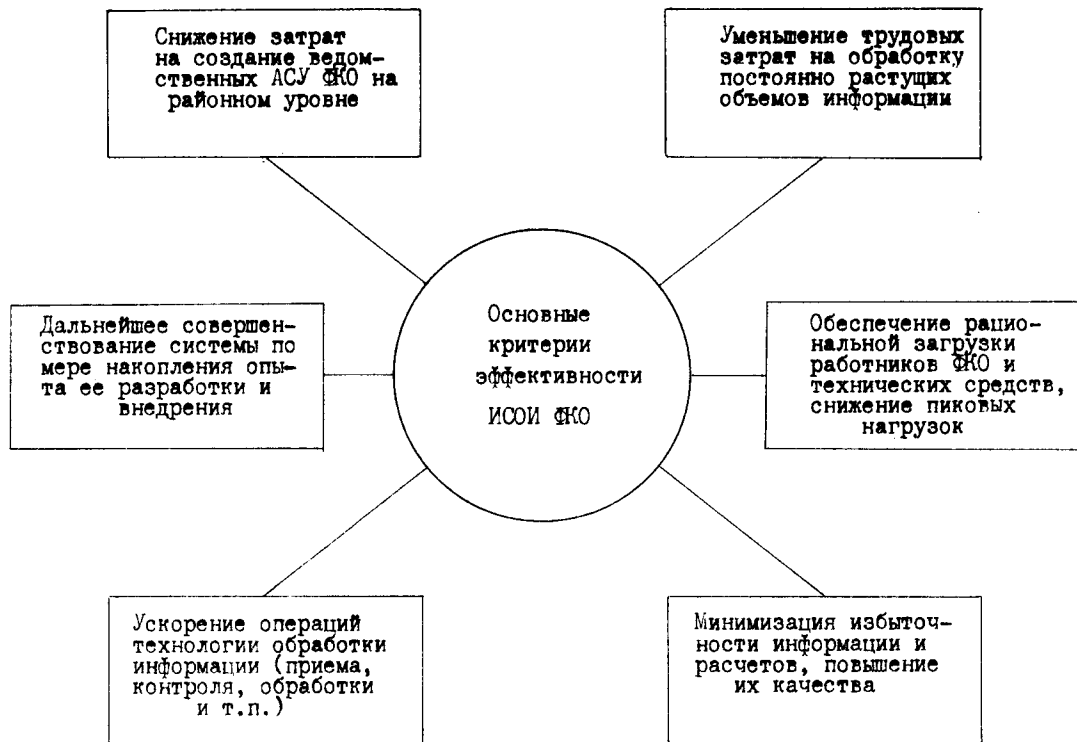 Снижение затрат
на создание ведом-
ственных АСУ ФКО на
районном уровне
Уменьшение трудовых
затрат на обработку
постоянно растущих
объемов информации
Дальнейшее совершен-
ствование системы по
мере накопления опы-
та ее разработки и
внедрения
Основные
критерии
эффективности
ИСОИ ФКО
Обеспечение рацио-
нальной загрузки
работников ФКО и
технических средств,
снижение пиковых
нагрузок
Ускорение операций
технологии обработки
информации (приема,
контроля, обработки
и т.п.)
Минимизация избыточ-
ности информации и
расчетов, повышение
их качества